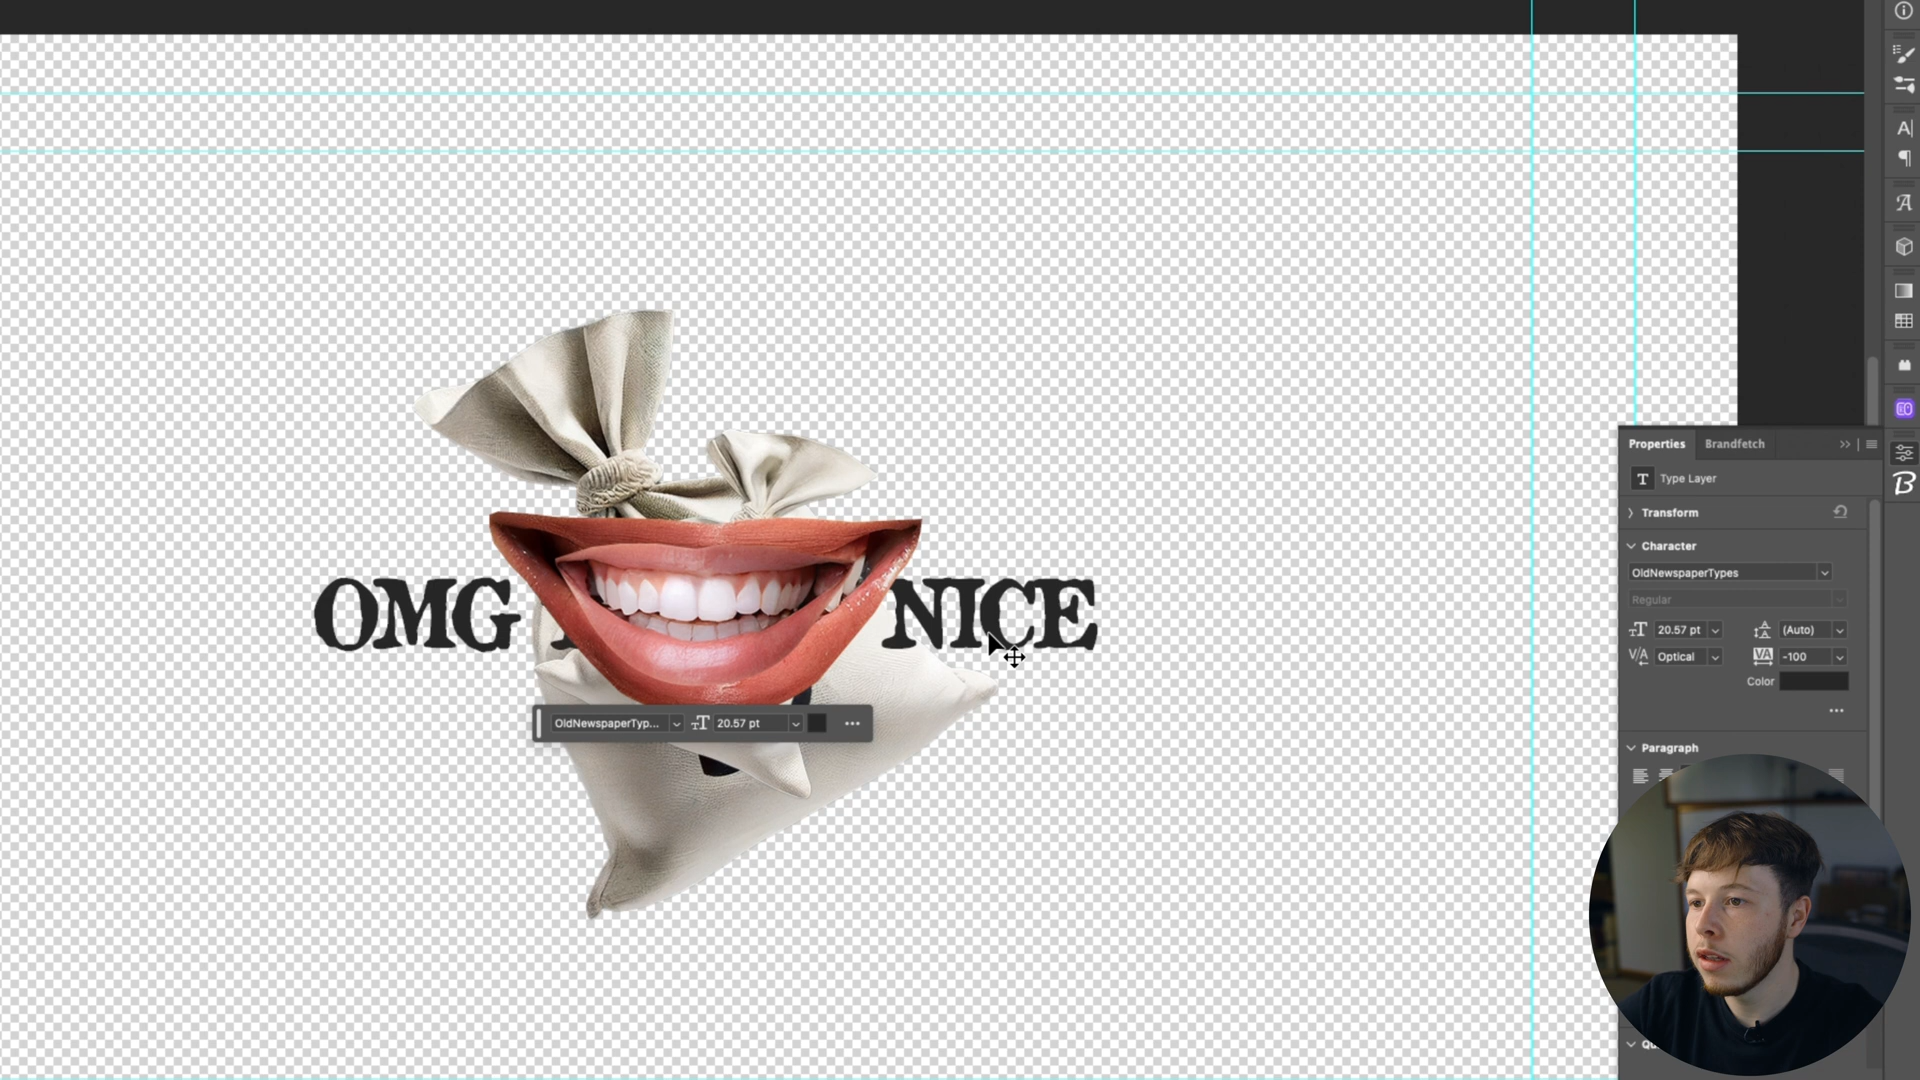 Properties Brandfetch
T Type Layer
Transform
Character
OldNewspaperTypes
Regular
20.57 pt (Auto)
Optical -100
Color
Paragraph
OMG NICE
OldNewspaperTyp... 20.57 pt